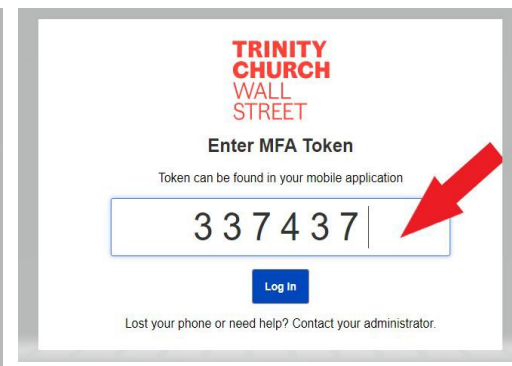 TRINITY
CHURCH
WALL
STREET
Enter MFA Token
Token can be found in your mobile application
337437
Log In
Lost your phone or need help? Contact your administrator.